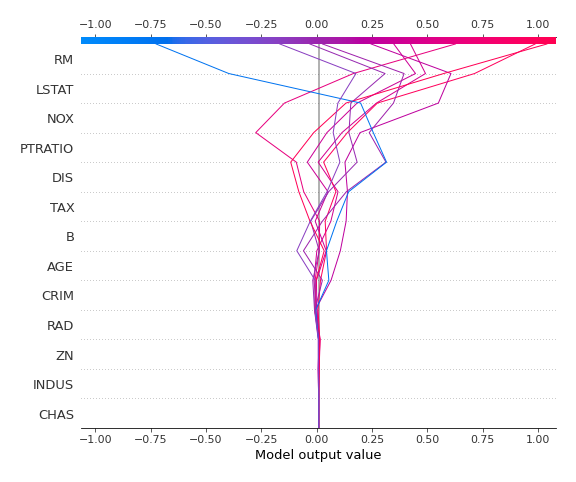 −1.00 −0.75 −0.50 −0.25 0.00 0.25 0.50 0.75 1.00
RM
LSTAT
NOX
PTRATIO
DIS
TAX
B
AGE
CRIM
RAD
ZN
INDUS
CHAS
−1.00 −0.75 −0.50 −0.25 0.00 0.25 0.50 0.75 1.00
Model output value